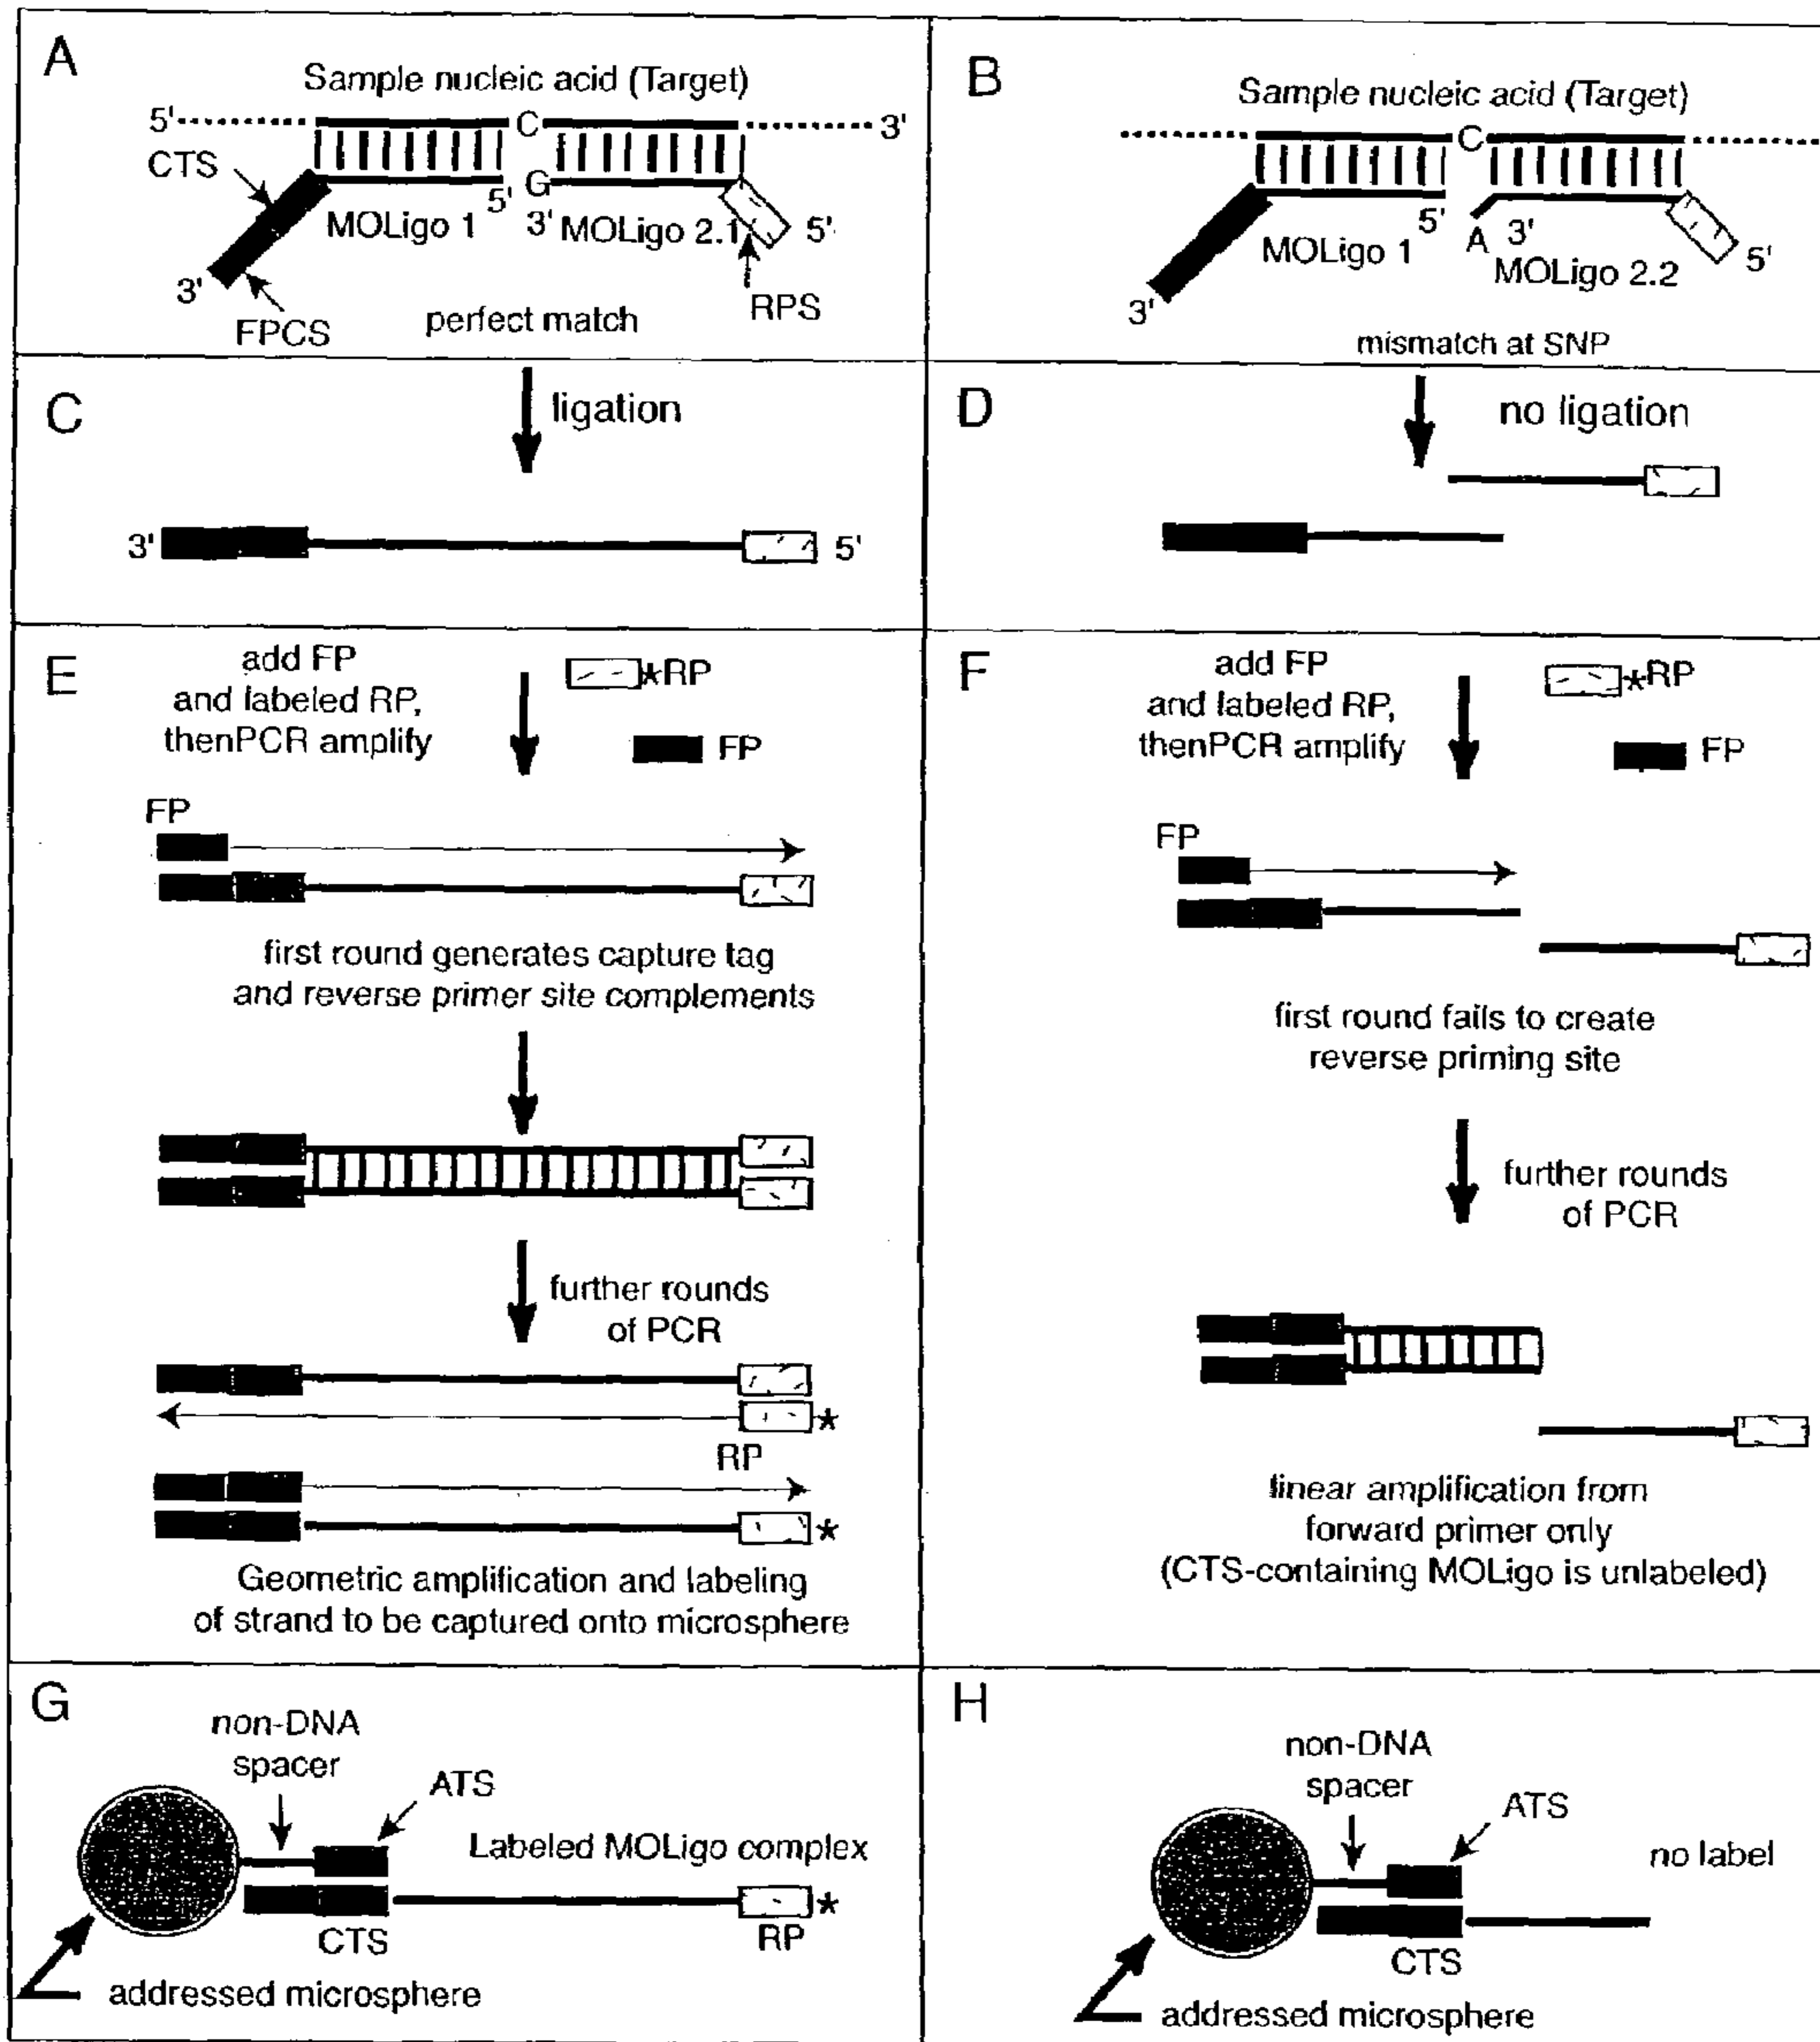 A
Sample nucleic acid (Target)
5' C 3'
CTS
5' G
MOLigo 1 3' MOLigo 2.1 5'
3'
FPCS
perfect match
RPS
B
Sample nucleic acid (Target)
C
5' A 3'
MOLigo 1 MOLigo 2.2 5'
3'
mismatch at SNP
C
ligation
3' 5'
D
no ligation
E
add FP
and labeled RP,
thenPCR amplify
*RP
FP
FP
first round generates capture tag
and reverse primer site complements
further rounds
of PCR
*
RP
*
Geometric amplification and labeling
of strand to be captured onto microsphere
F
add FP
and labeled RP,
thenPCR amplify
*RP
FP
FP
first round fails to create
reverse priming site
further rounds
of PCR
linear amplification from
forward primer only
(CTS-containing MOLigo is unlabeled)
G
non-DNA
spacer
ATS
Labeled MOLigo complex
*
CTS
RP
addressed microsphere
H
non-DNA
spacer
ATS
no label
CTS
addressed microsphere